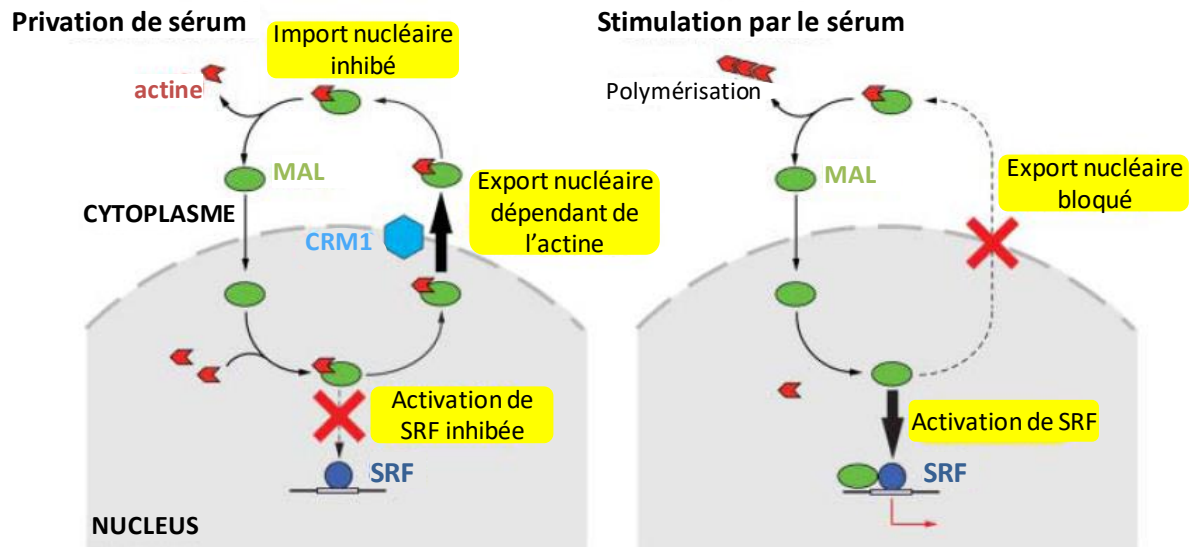 Privation de sérum
Import nucléaire
inhibé
actine
MAL
CYTOPLASME
CRM1
Export nucléaire
dépendant de
l’actine
Activation de
SRF inhibée
SRF
NUCLEUS
Stimulation par le sérum
Polymérisation
MAL
Export nucléaire
bloqué
Activation de SRF
SRF